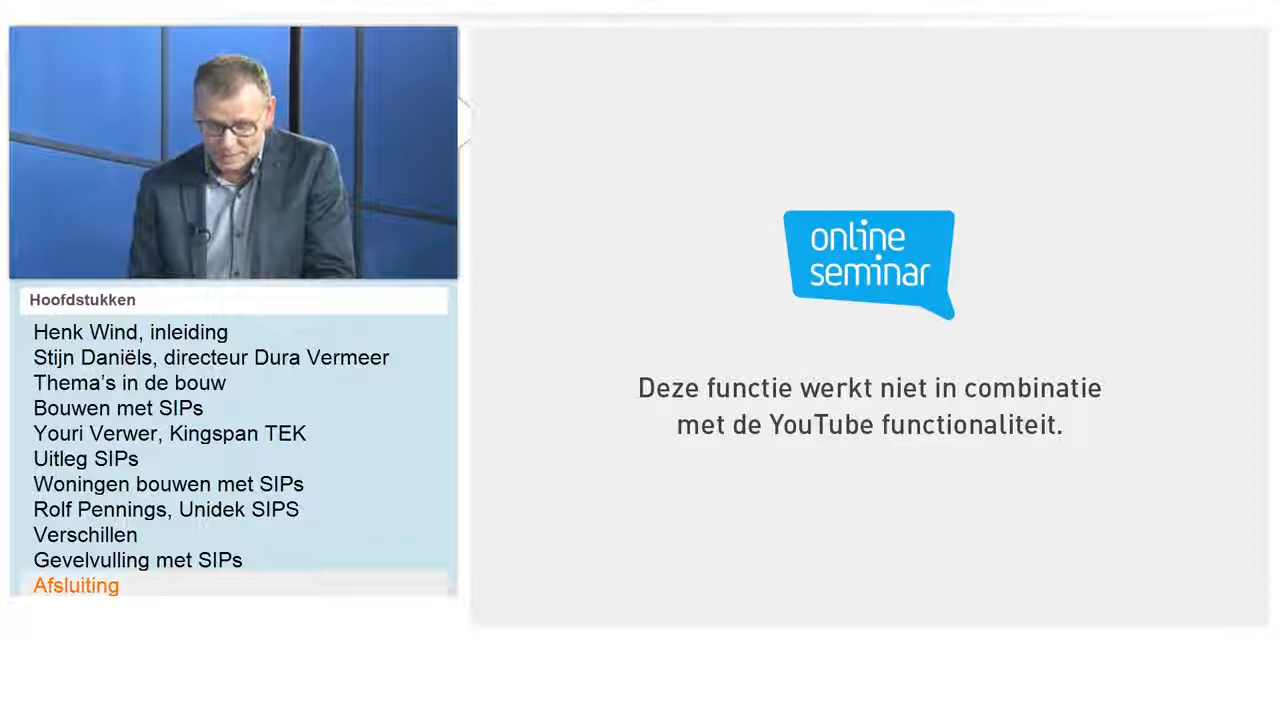 Hoofdstukken
Henk Wind, inleiding
Stijn Daniëls, directeur Dura Vermeer
Thema's in de bouw
Bouwen met SIPs
Youri Verwer, Kingspan TEK
Uitleg SIPs
Woningen bouwen met SIPs
Rolf Pennings, Unidek SIPS
Verschillen
Gevelvulling met SIPs
Afsluiting
online
seminar
Deze functie werkt niet in combinatie
met de YouTube functionaliteit.